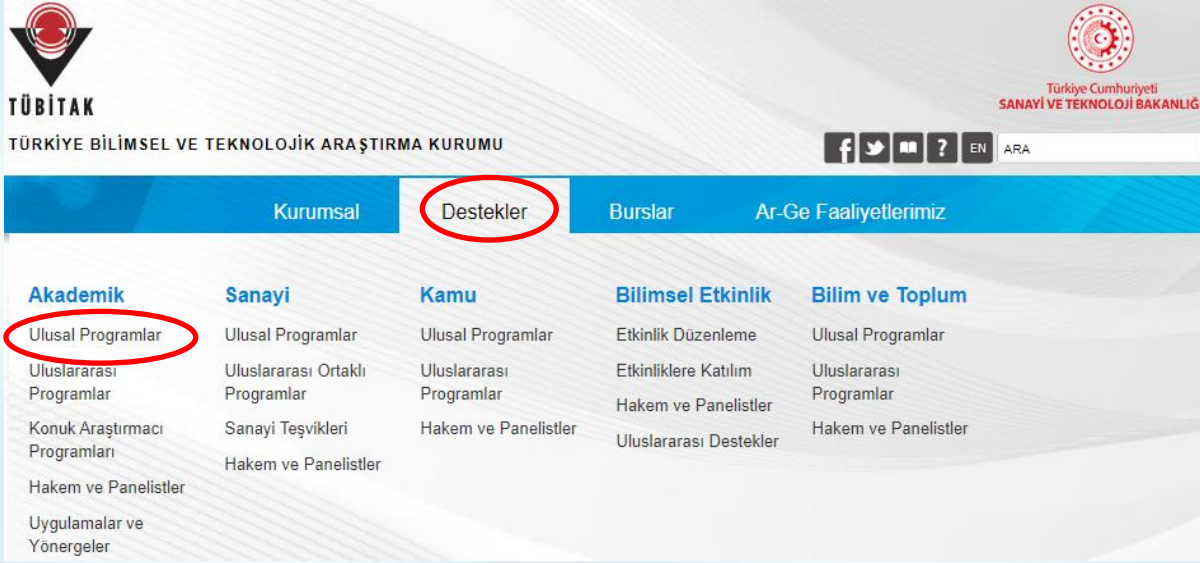 TÜBİTAK
TÜRKİYE BİLİMSEL VE TEKNOLOJİK ARAŞTIRMA KURUMU
Türkiye Cumhuriyeti
SANAYİ VE TEKNOLOJİ BAKANLIĞ
f
?
EN
ARA
Kurumsal
Destekler
Burslar
Ar-Ge Faaliyetlerimiz
Akademik
Ulusal Programlar
Uluslararası
Programlar
Konuk Araştırmacı
Programları
Hakem ve Panelistler
Uygulamalar ve
Yönergeler
Sanayi
Ulusal Programlar
Uluslararası Ortaklı
Programlar
Sanayi Teşvikleri
Hakem ve Panelistler
Kamu
Ulusal Programlar
Uluslararası
Programlar
Hakem ve Panelistler
Bilimsel Etkinlik
Etkinlik Düzenleme
Etkinliklere Katılım
Hakem ve Panelistler
Uluslararası Destekler
Bilim ve Toplum
Ulusal Programlar
Uluslararası
Programlar
Hakem ve Panelistler